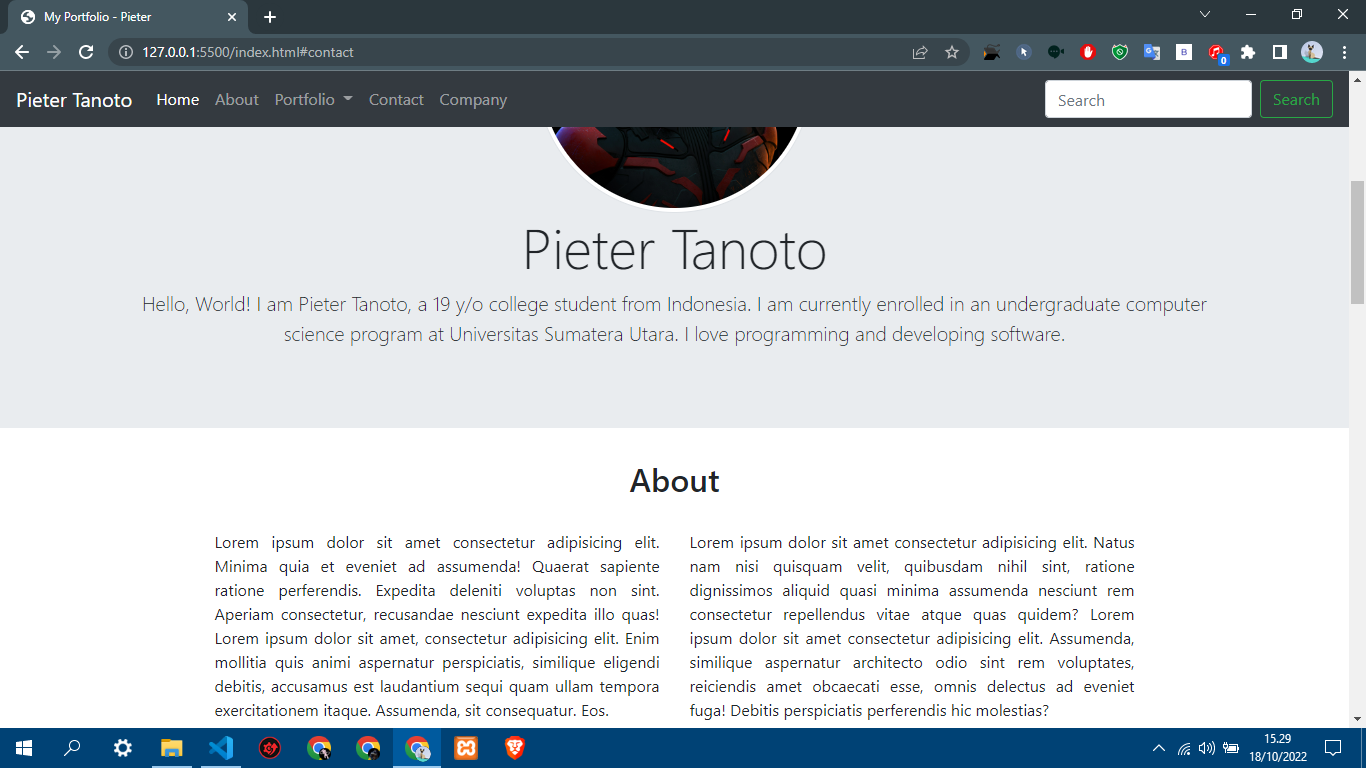 My Portfolio - Pieter
127.0.0.1:5500/index.html#contact
B
0
Pieter Tanoto Home About Portfolio Contact Company Search Search
Pieter Tanoto
Hello, World! I am Pieter Tanoto, a 19 y/o college student from Indonesia. I am currently enrolled in an undergraduate computer
science program at Universitas Sumatera Utara. I love programming and developing software.
About
Lorem ipsum dolor sit amet consectetur adipisicing elit.
Minima quia et eveniet ad assumenda! Quaerat sapiente
ratione perferendis. Expedita deleniti voluptas non sint.
Aperiam consectetur, recusandae nesciunt expedita illo quas!
Lorem ipsum dolor sit amet, consectetur adipisicing elit. Enim
mollitia quis animi aspernatur perspiciatis, similique eligendi
debitis, accusamus est laudantium sequi quam ullam tempora
exercitationem itaque. Assumenda, sit consequatur. Eos.
Lorem ipsum dolor sit amet consectetur adipisicing elit. Natus
nam nisi quisquam velit, quibusdam nihil sint, ratione
dignissimos aliquid quasi minima assumenda nesciunt rem
consectetur repellendus vitae atque quas quidem? Lorem
ipsum dolor sit amet consectetur adipisicing elit. Assumenda,
similique aspernatur architecto odio sint rem voluptates,
reiciendis amet obcaecati esse, omnis delectus ad eveniet
fuga! Debitis perspiciatis perferendis hic molestias?
15.29
18/10/2022